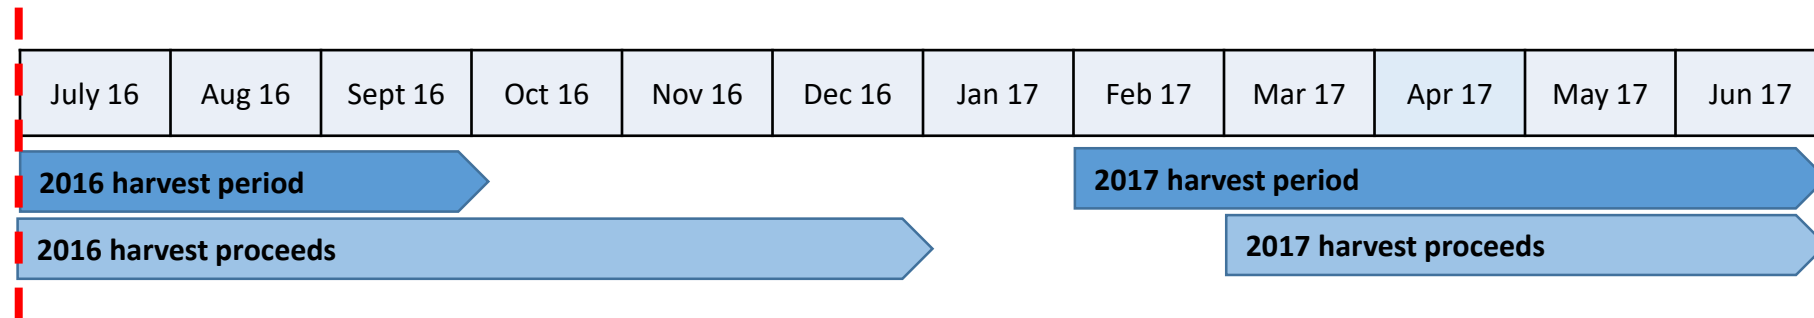 July 16 Aug 16 Sept 16 Oct 16 Nov 16 Dec 16 Jan 17 Feb 17 Mar 17 Apr 17 May 17 Jun 17
2016 harvest period 2017 harvest period
2016 harvest proceeds 2017 harvest proceeds